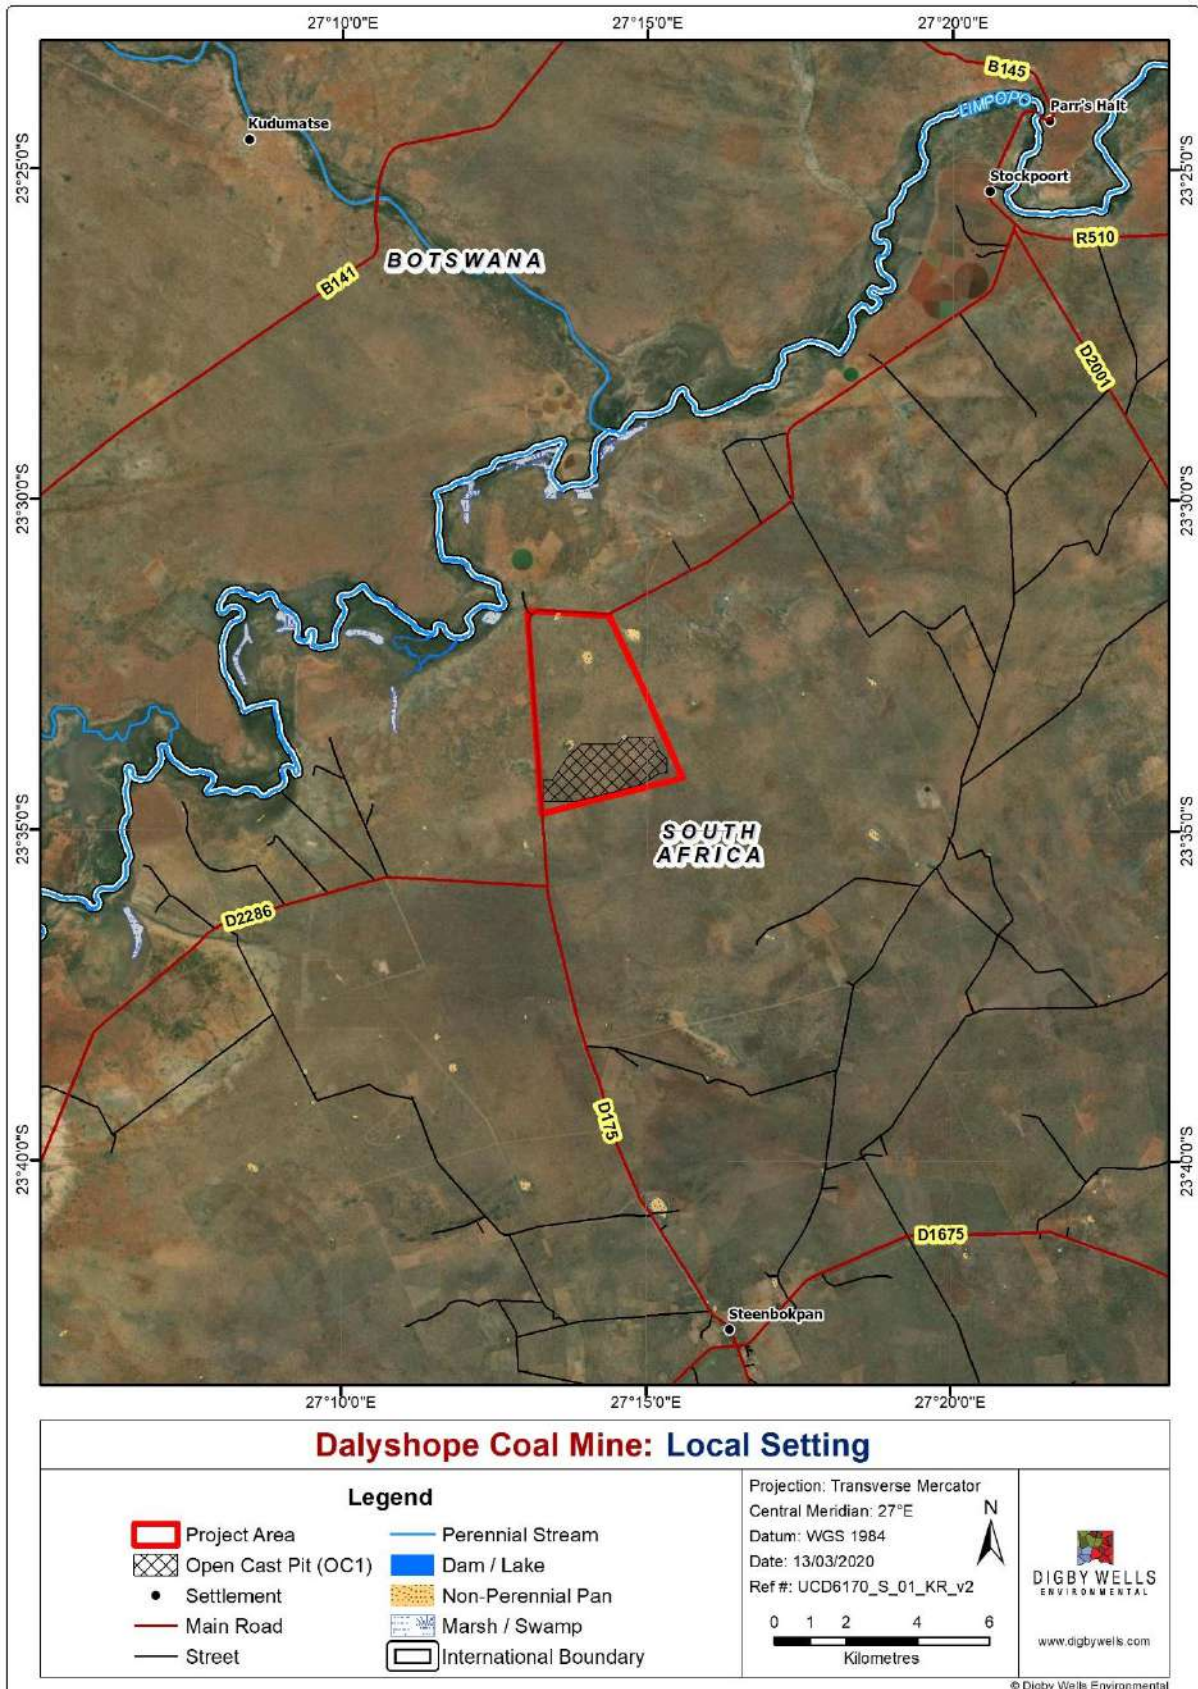 27°10'0"E 27°15'0"E 27°20'0"E
B145
LIMPOPO
Parr's Halt
Kudumatse
23°25'0"S 23°25'0"S
Stockpoort
R510
BOTSWANA
B141
D2001
23°30'0"S 23°30'0"S
23°35'0"S 23°35'0"S
SOUTH
AFRICA
D2286
D175
23°40'0"S 23°40'0"S
D1675
Steenbokpan
27°10'0"E 27°15'0"E 27°20'0"E
Dalyshope Coal Mine: Local Setting
Legend
Project Area
Open Cast Pit (OC1)
Settlement
Main Road
Street
Perennial Stream
Dam / Lake
Non-Perennial Pan
Marsh / Swamp
International Boundary
Projection: Transverse Mercator
Central Meridian: 27°E
Datum: WGS 1984
Date: 13/03/2020
Ref #: UCD6170_S_01_KR_v2
N
0 1 2 4 6
Kilometres
DIGBY WELLS
ENVIRONMENTAL
www.digbywells.com
© Digby Wells Environmental